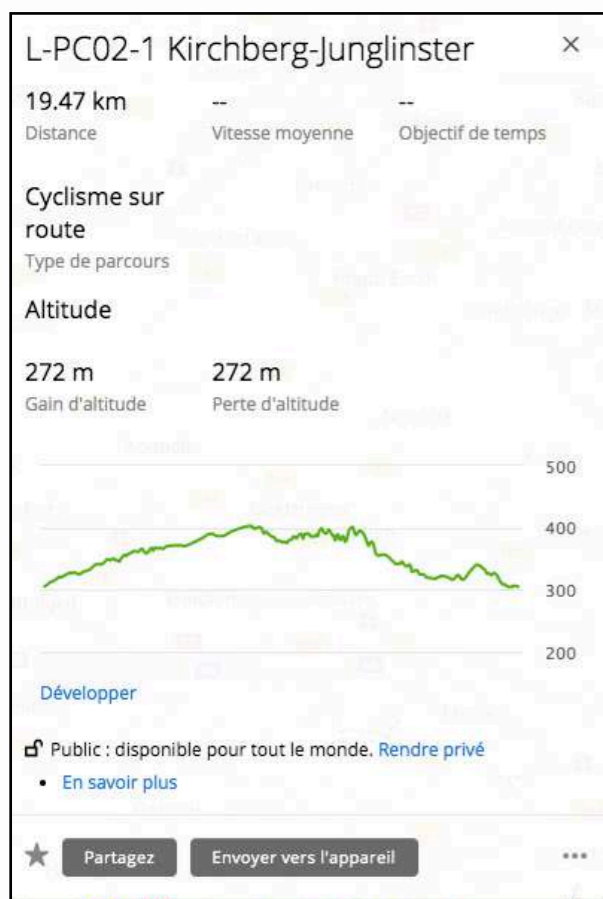 L-PC02-1 Kirchberg-Junglinster ×
19.47 km -- --
Distance Vitesse moyenne Objectif de temps
Cyclisme sur
route
Type de parcours
Altitude
272 m 272 m
Gain d'altitude Perte d'altitude
500
400
300
200
Développer
Public : disponible pour tout le monde. Rendre privé
• En savoir plus
Partagez Envoyer vers l'appareil